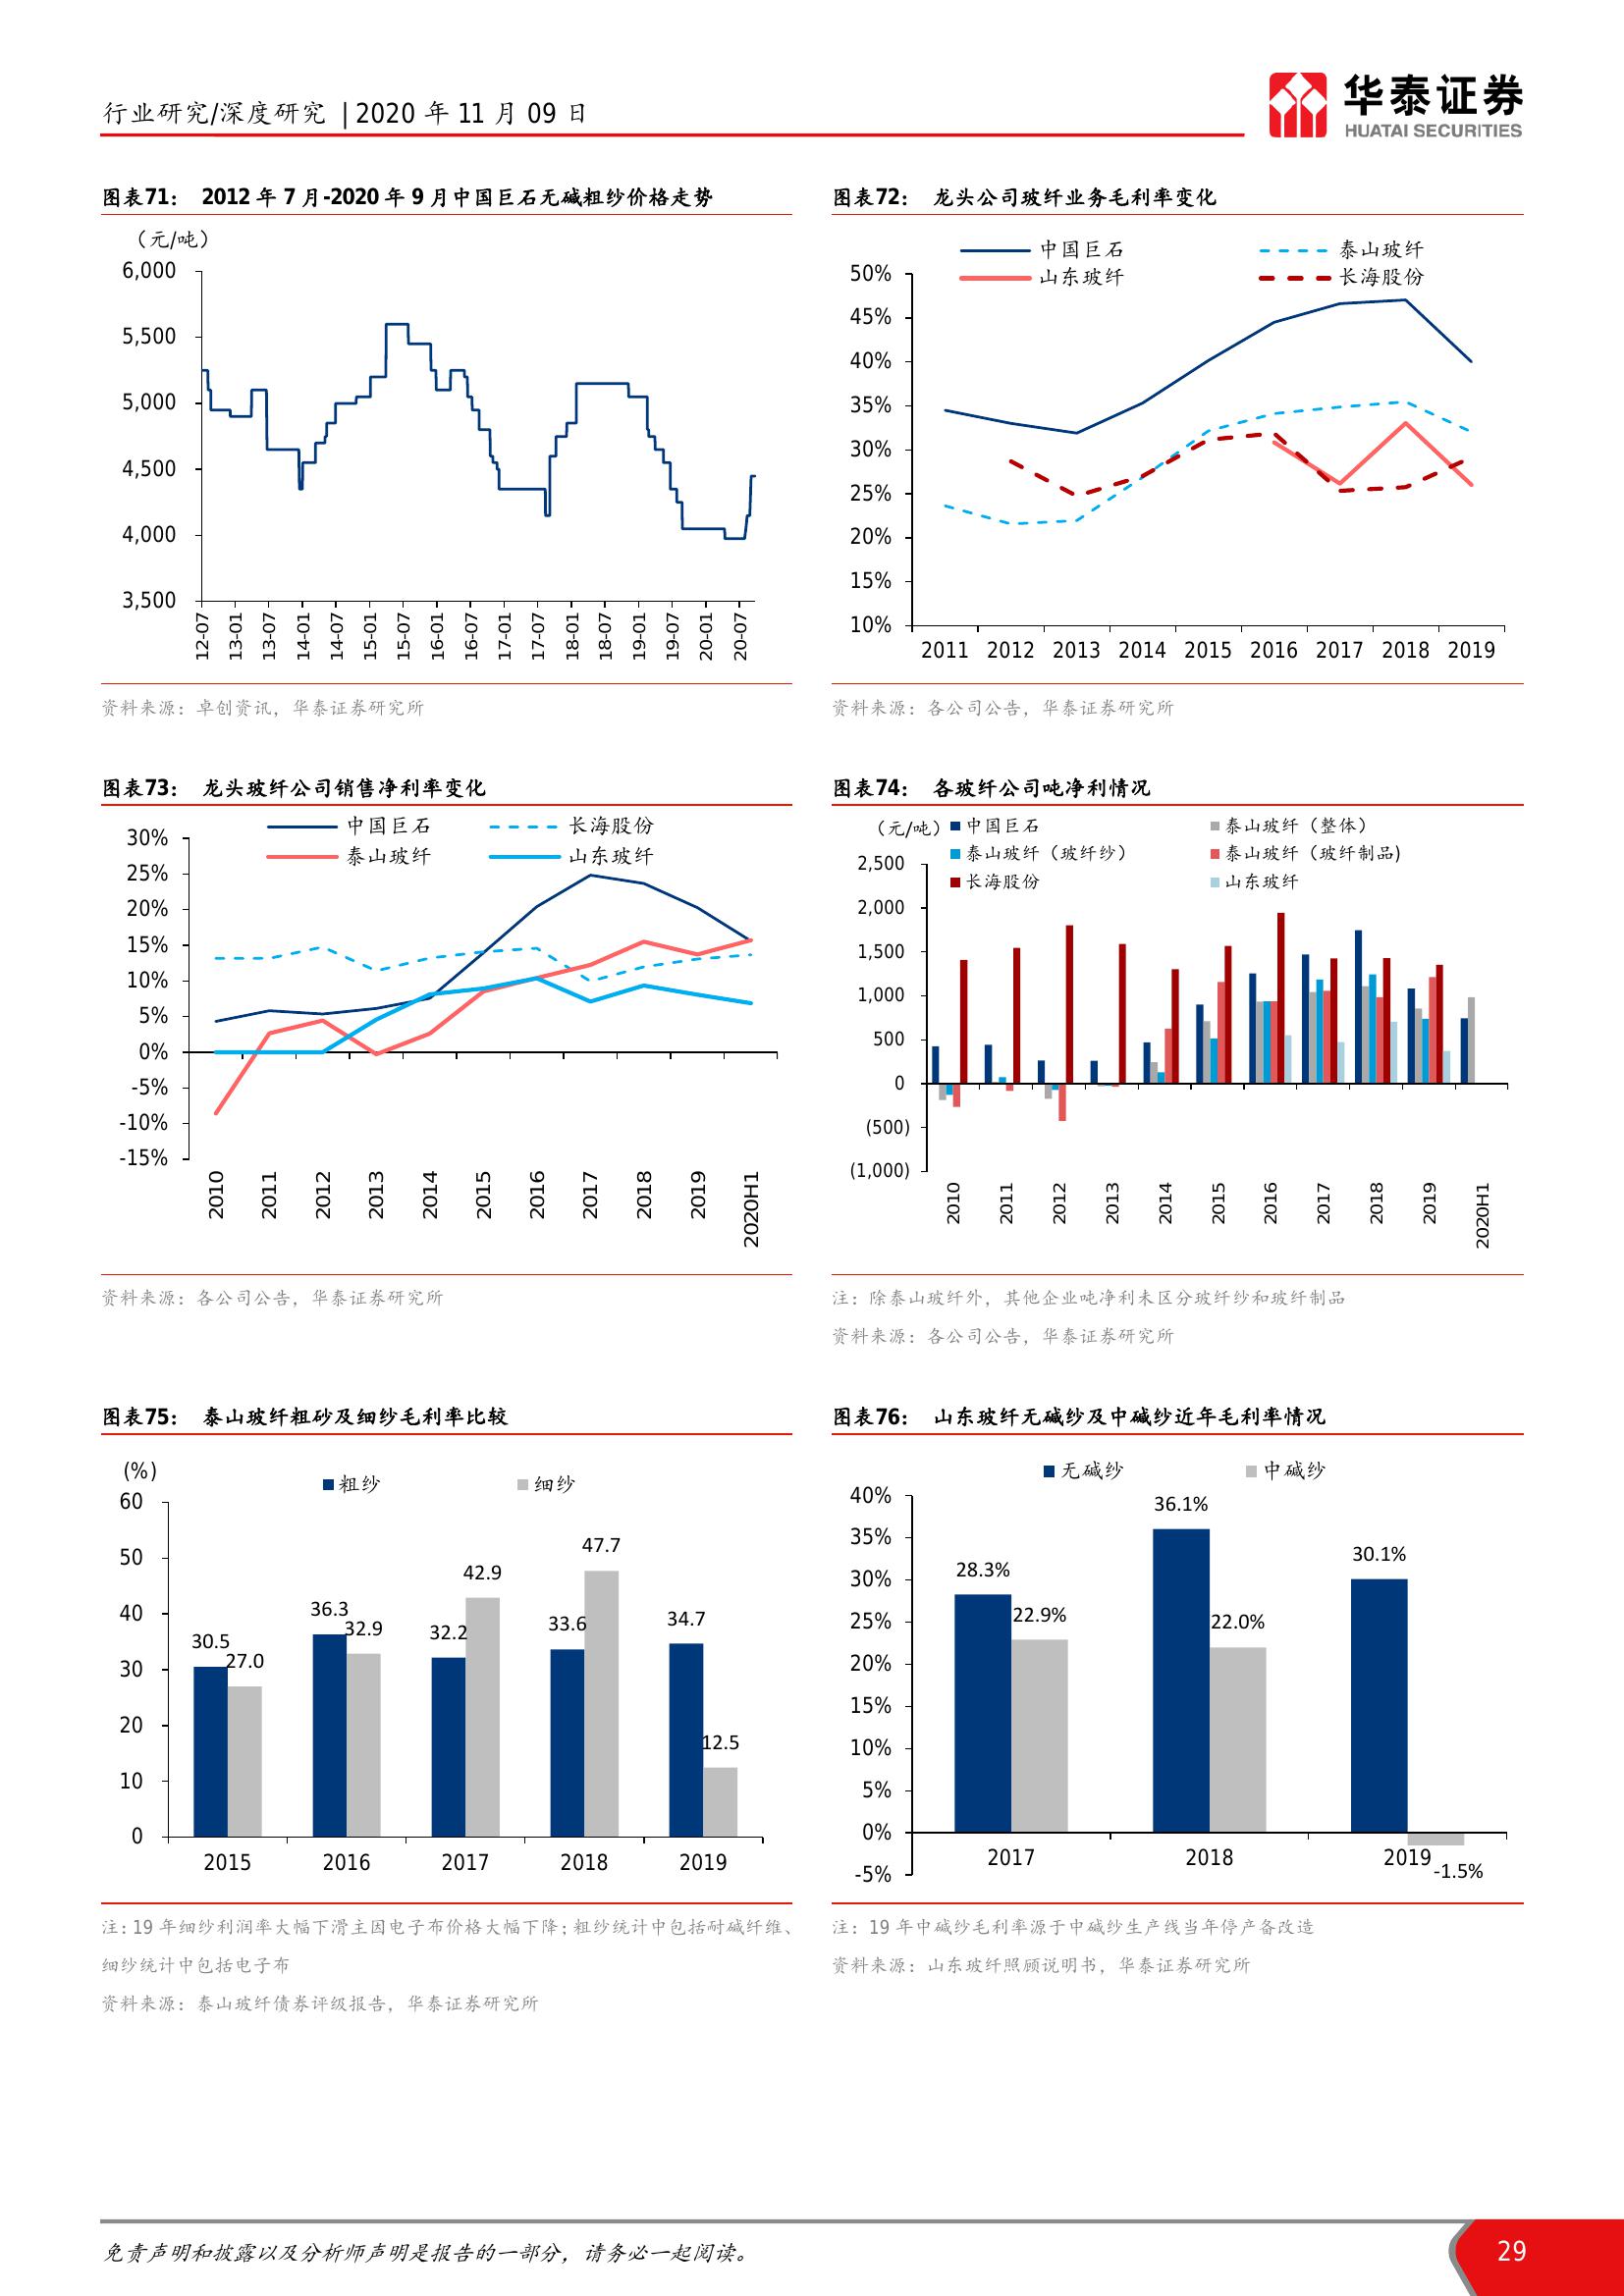 行业研究/深度研究 | 2020 年 11 月 09 日
华泰证券
HUATAI SECURITIES
图表71： 2012 年 7 月-2020 年 9 月中国巨石无碱粗纱价格走势
（元/吨）
6,000
5,500
5,000
4,500
4,000
3,500
12-07 13-01 13-07 14-01 14-07 15-01 15-07 16-01 16-07 17-01 17-07 18-01 18-07 19-01 19-07 20-01 20-07
资料来源：卓创资讯，华泰证券研究所
图表72： 龙头公司玻纤业务毛利率变化
中国巨石 泰山玻纤
山东玻纤 长海股份
50%
45%
40%
35%
30%
25%
20%
15%
10%
2011 2012 2013 2014 2015 2016 2017 2018 2019
资料来源：各公司公告，华泰证券研究所
图表73： 龙头玻纤公司销售净利率变化
中国巨石 长海股份
泰山玻纤 山东玻纤
30%
25%
20%
15%
10%
5%
0%
-5%
-10%
-15%
2010 2011 2012 2013 2014 2015 2016 2017 2018 2019 2020H1
资料来源：各公司公告，华泰证券研究所
图表74： 各玻纤公司吨净利情况
（元/吨） 中国巨石 泰山玻纤（整体）
泰山玻纤（玻纤纱） 泰山玻纤（玻纤制品)
长海股份 山东玻纤
2,500
2,000
1,500
1,000
500
0
(500)
(1,000)
2010 2011 2012 2013 2014 2015 2016 2017 2018 2019 2020H1
注：除泰山玻纤外，其他企业吨净利未区分玻纤纱和玻纤制品
资料来源：各公司公告，华泰证券研究所
图表75： 泰山玻纤粗砂及细纱毛利率比较
(%)
粗纱 细纱
60
50
40
30
20
10
0
30.5 27.0 36.3 32.9 32.2 42.9 33.6 47.7 34.7 12.5
2015 2016 2017 2018 2019
注：19 年细纱利润率大幅下滑主因电子布价格大幅下降；粗纱统计中包括耐碱纤维、
细纱统计中包括电子布
资料来源：泰山玻纤债券评级报告，华泰证券研究所
图表76： 山东玻纤无碱纱及中碱纱近年毛利率情况
无碱纱 中碱纱
40%
35%
30%
25%
20%
15%
10%
5%
0%
-5%
28.3% 22.9% 36.1% 22.0% 30.1% -1.5%
2017 2018 2019
注：19 年中碱纱毛利率源于中碱纱生产线当年停产备改造
资料来源：山东玻纤照顾说明书，华泰证券研究所
免责声明和披露以及分析师声明是报告的一部分，请务必一起阅读。
29